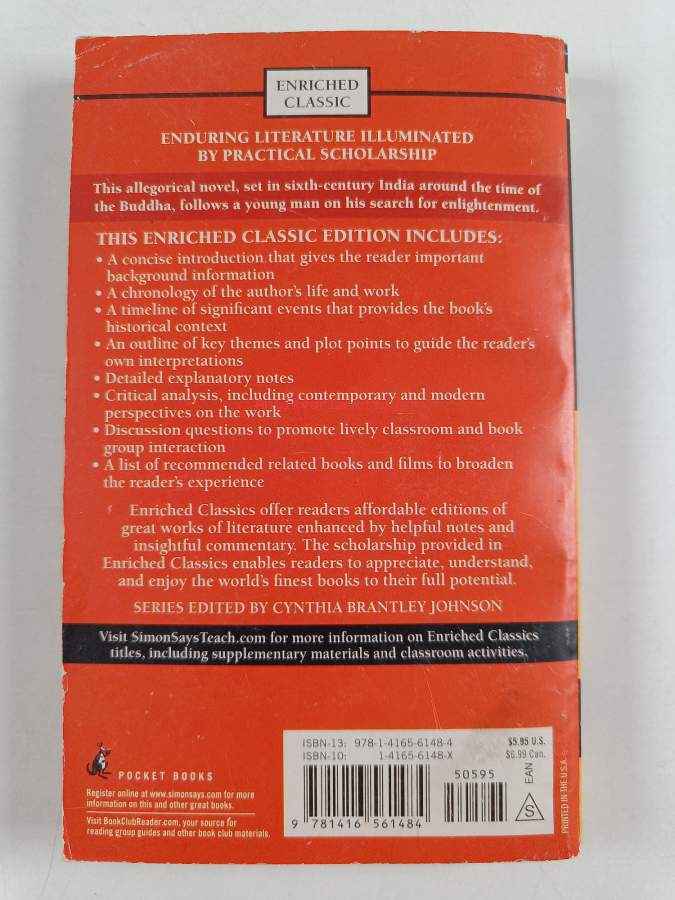 ENRICHED
CLASSIC
ENDURING LITERATURE ILLUMINATED
BY PRACTICAL SCHOLARSHIP
This allegorical novel, set in sixth-century India around the time of
the Buddha, follows a young man on his search for enlightenment.
THIS ENRICHED CLASSIC EDITION INCLUDES:
• A concise introduction that gives the reader important
background information
• A chronology of the author's life and work
• A timeline of significant events that provides the book's
historical context
• An outline of key themes and plot points to guide the reader's
own interpretations
• Detailed explanatory notes
• Critical analysis, including contemporary and modern
perspectives on the work
• Discussion questions to promote lively classroom and book
group interaction
• A list of recommended related books and films to broaden
the reader's experience
Enriched Classics offer readers affordable editions of
great works of literature enhanced by helpful notes and
insightful commentary. The scholarship provided in
Enriched Classics enables readers to appreciate, understand,
and enjoy the world's finest books to their full potential.
SERIES EDITED BY CYNTHIA BRANTLEY JOHNSON
Visit SimonSaysTeach.com for more information on Enriched Classics
titles, including supplementary materials and classroom activities.
POCKET BOOKS
Register online at www.simonsays.com for more
information on this and other great books.
Visit BookClubReader.com, your source for
reading group guides and other book club materials.
ISBN-13: 978-1-4165-6148-4 $5.95 U.S.
ISBN-10: 1-4165-6148-X $6.99 Can.
50595
EAN
S
9 781416 561484
PRINTED IN THE U.S.A.